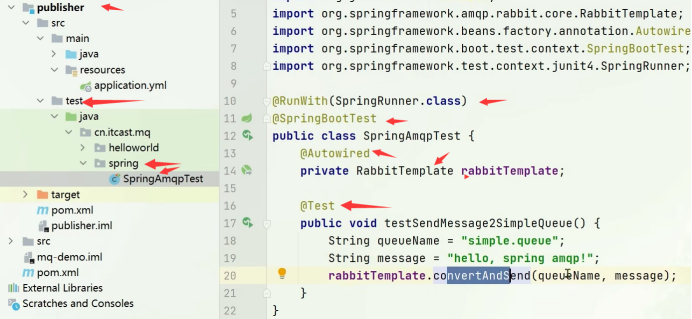 publisher
src
main
java
resources
application.yml
test
java
cn.itcast.mq
helloworld
spring
SpringAmqpTest
target
pom.xml
publisher.iml
src
mq-demo.iml
pom.xml
External Libraries
Scratches and Consoles
5 import org.springframework.amqp.rabbit.core.RabbitTemplate;
6 import org.springframework.beans.factory.annotation.Autowire
7 import org.springframework.boot.test.context.SpringBootTest;
8 import org.springframework.test.context.junit4.SpringRunner;
9
10 @RunWith(SpringRunner.class)
11 @SpringBootTest
12 public class SpringAmqpTest {
13 @Autowired
14 private RabbitTemplate rabbitTemplate;
15
16 @Test
17 public void testSendMessage2SimpleQueue() {
18 String queueName = "simple.queue";
19 String message = "hello, spring amqp!";
20 rabbitTemplate.convertAndSend(queueName, message);
21 }
22 }